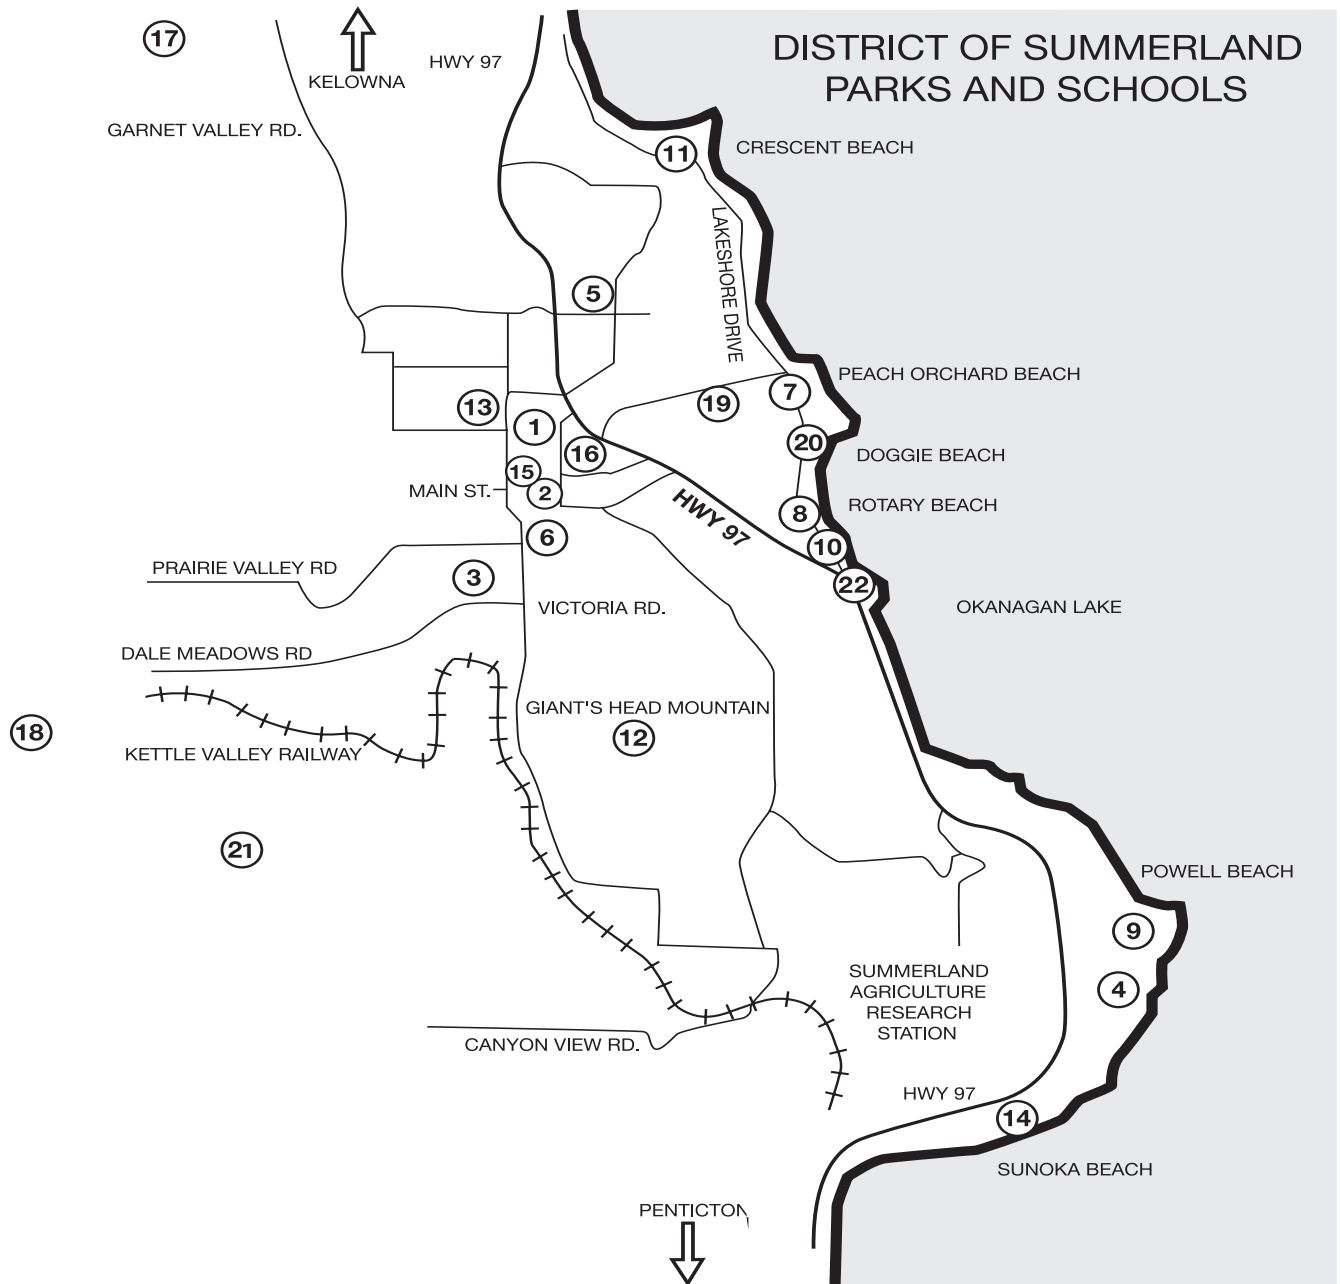 DISTRICT OF SUMMERLAND
PARKS AND SCHOOLS
17
KELOWNA
HWY 97
GARNET VALLEY RD.
11
CRESCENT BEACH
LAKESHORE DRIVE
5
PEACH ORCHARD BEACH
7
19
13
1
20
16
DOGGIE BEACH
15
MAIN ST.
2
HWY 97
8
ROTARY BEACH
6
10
PRAIRIE VALLEY RD
3
22
VICTORIA RD.
OKANAGAN LAKE
DALE MEADOWS RD
GIANT'S HEAD MOUNTAIN
18
12
KETTLE VALLEY RAILWAY
21
POWELL BEACH
9
SUMMERLAND
AGRICULTURE
RESEARCH
STATION
4
CANYON VIEW RD.
HWY 97
14
SUNOKA BEACH
PENTICTON